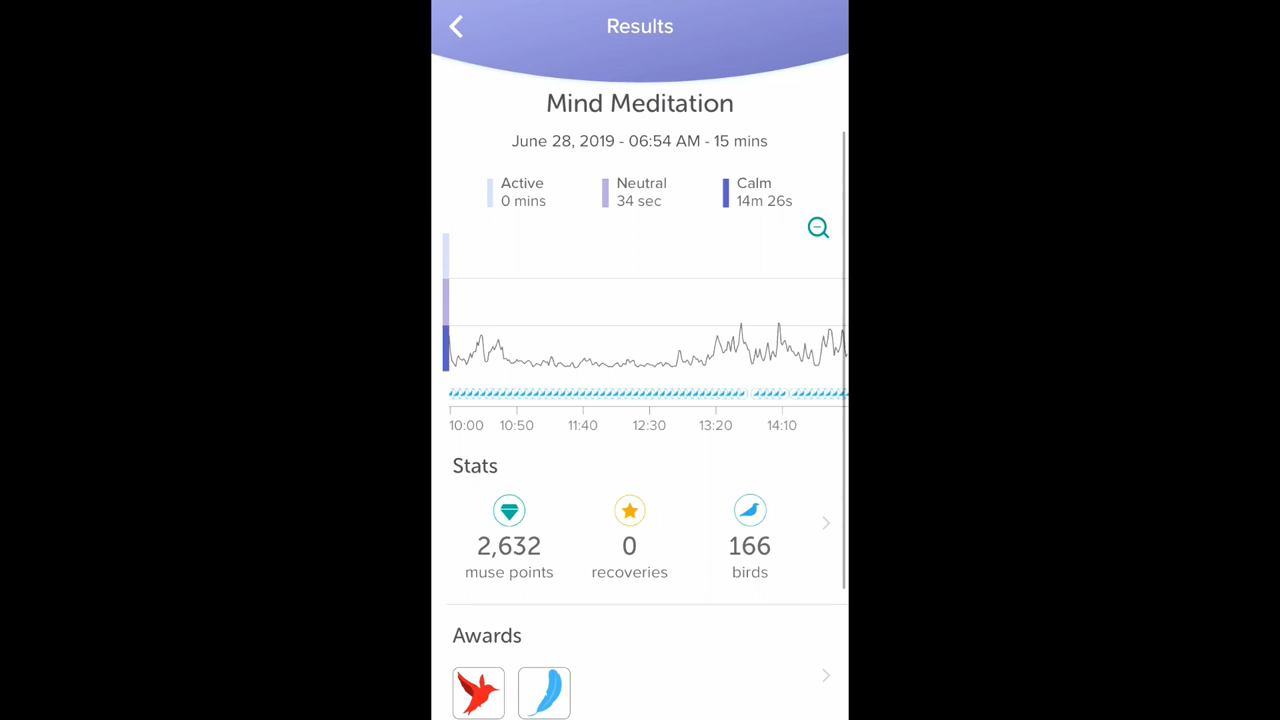 Results
Mind Meditation
June 28, 2019 - 06:54 AM - 15 mins
Active
0 mins
Neutral
34 sec
Calm
14m 26s
10:00 10:50 11:40 12:30 13:20 14:10
Stats
2,632 0 166
muse points recoveries birds
Awards